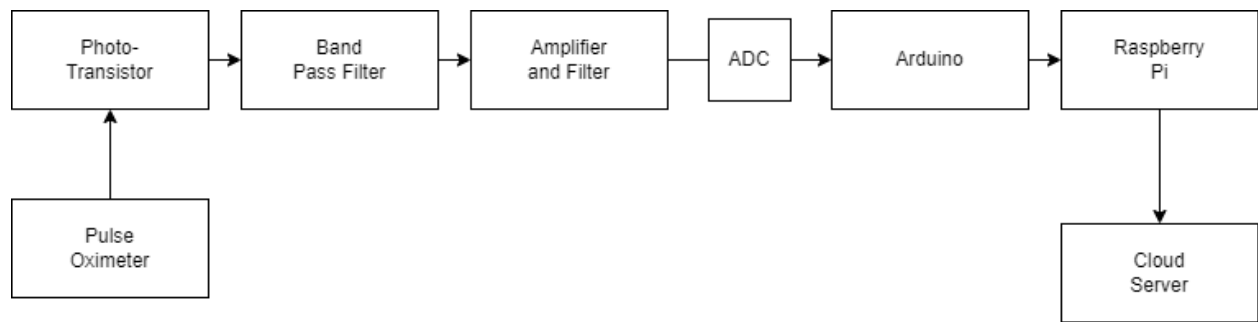 Photo-
Transistor
Band
Pass Filter
Amplifier
and Filter
ADC
Arduino
Raspberry
Pi
Pulse
Oximeter
Cloud
Server